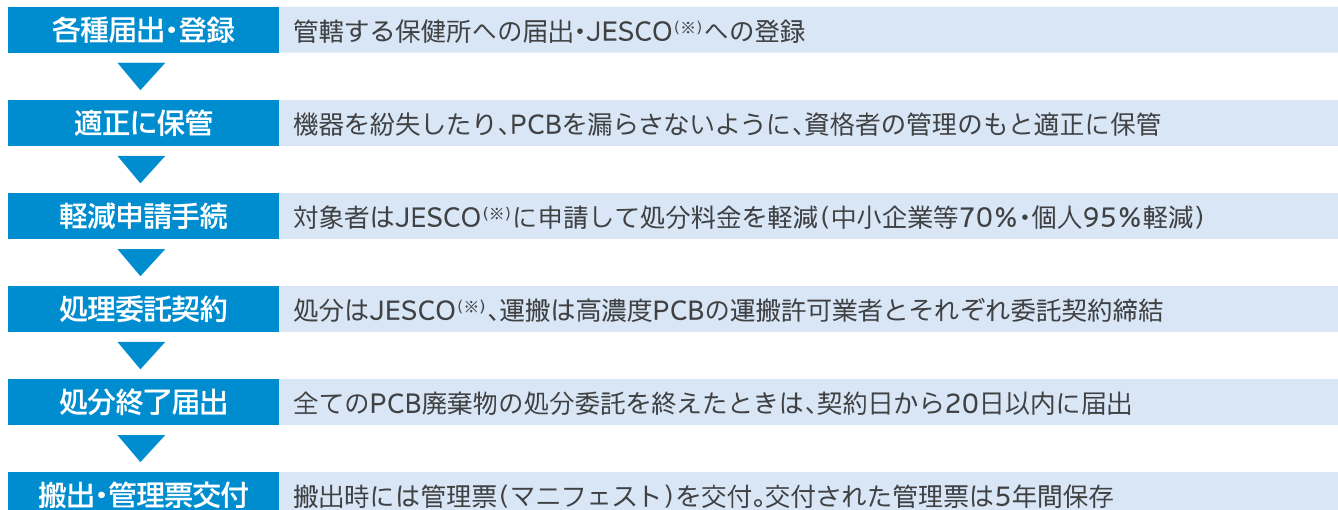 各種届出・登録 管轄する保健所への届出・JESCO(※)への登録
適正に保管 機器を紛失したり、PCBを漏らさないように、資格者の管理のもと適正に保管
軽減申請手続 対象者はJESCO(※)に申請して処分料金を軽減(中小企業等70%・個人95%軽減)
処理委託契約 処分はJESCO(※)、運搬は高濃度PCBの運搬許可業者とそれぞれ委託契約締結
処分終了届出 全てのPCB廃棄物の処分委託を終えたときは、契約日から20日以内に届出
搬出・管理票交付 搬出時には管理票(マニフェスト)を交付。交付された管理票は5年間保存